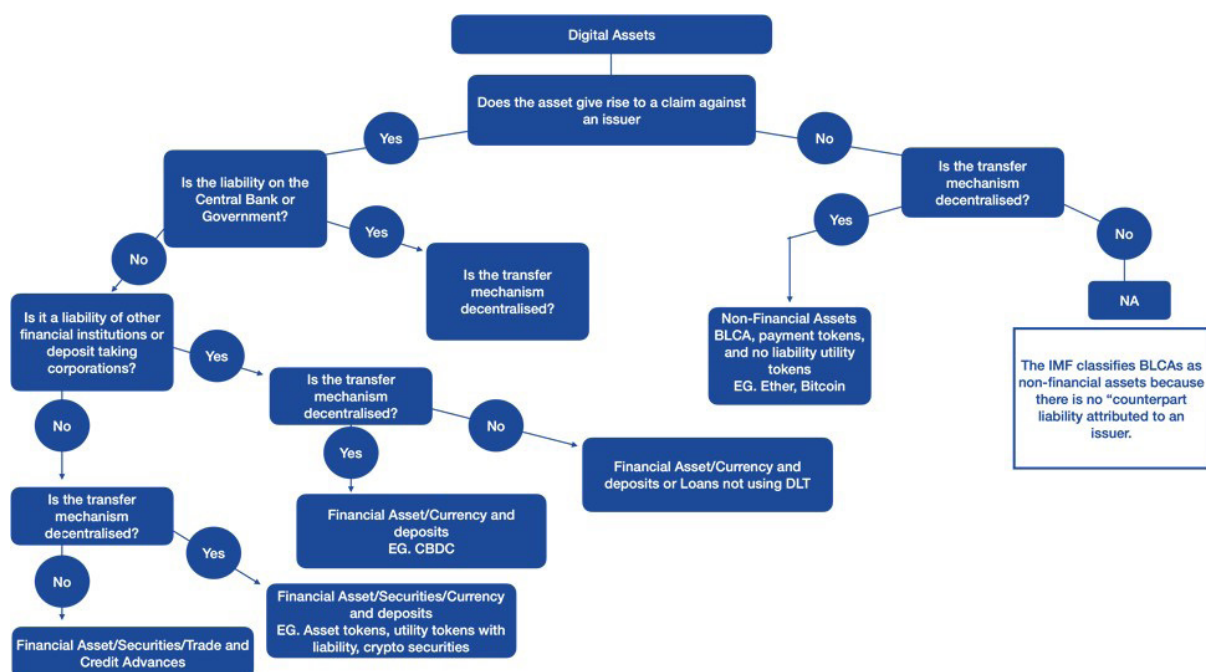 Digital Assets
Does the asset give rise to a claim against
an issuer
Yes
No
Is the liability on the
Central Bank or
Government?
Is the transfer
mechanism
decentralised?
Yes
Yes
No
No
Is the transfer
mechanism
decentralised?
NA
Is it a liability of other
financial institutions or
deposit taking
corporations?
Non-Financial Assets
BLCA, payment tokens,
and no liability utility
tokens
EG. Ether, Bitcoin
The IMF classifies BLCAs as
non-financial assets because
there is no “counterpart
liability attributed to an
issuer.
Yes
Is the transfer
mechanism
decentralised?
No
No
Yes
Financial Asset/Currency and
deposits or Loans not using DLT
Is the transfer
mechanism
decentralised?
Financial Asset/Currency and
deposits
EG. CBDC
Yes
No
Financial Asset/Securities/Currency
and deposits
EG. Asset tokens, utility tokens with
liability, crypto securities
Financial Asset/Securities/Trade and
Credit Advances